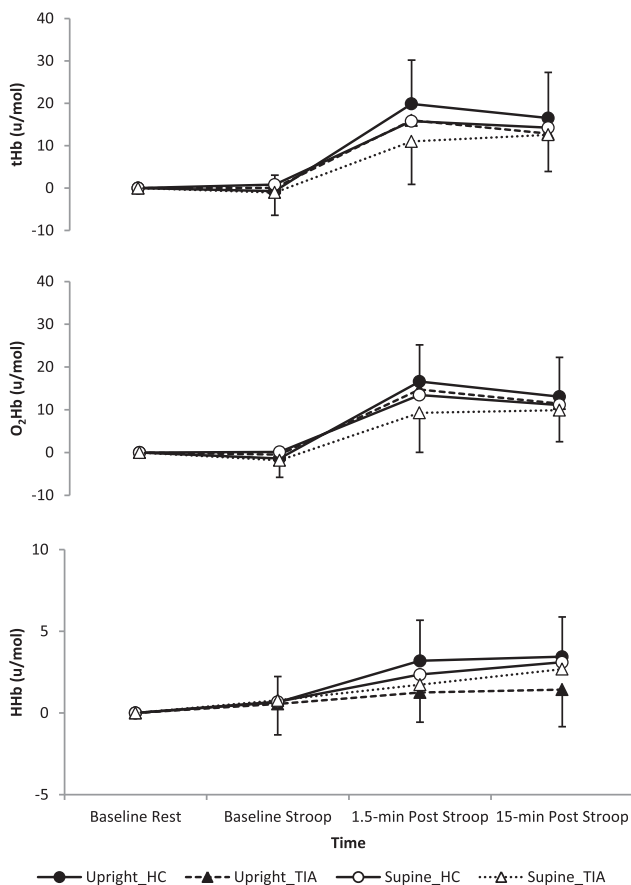 40
30
20
10
0
-10
tHb (u/mol)
40
30
20
10
0
-10
O₂Hb (u/mol)
10
5
0
-5
HHb (u/mol)
Baseline Rest Baseline Stroop 1.5-min Post Stroop 15-min Post Stroop
Time
Upright_HC Upright_TIA Supine_HC Supine_TIA